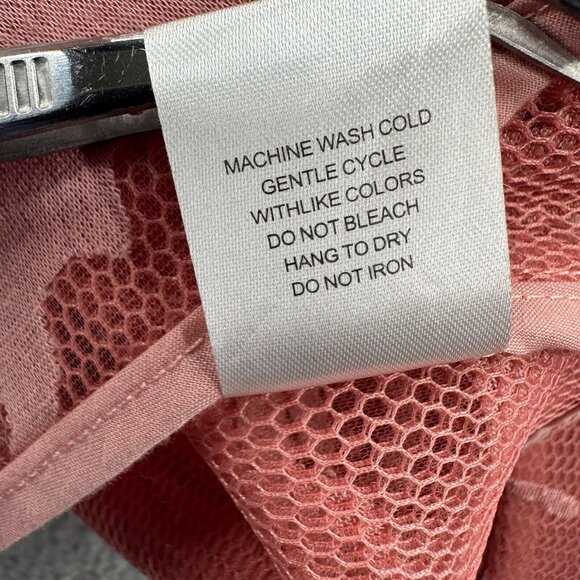 MACHINE WASH COLD
GENTLE CYCLE
WITHLIKE COLORS
DO NOT BLEACH
HANG TO DRY
DO NOT IRON